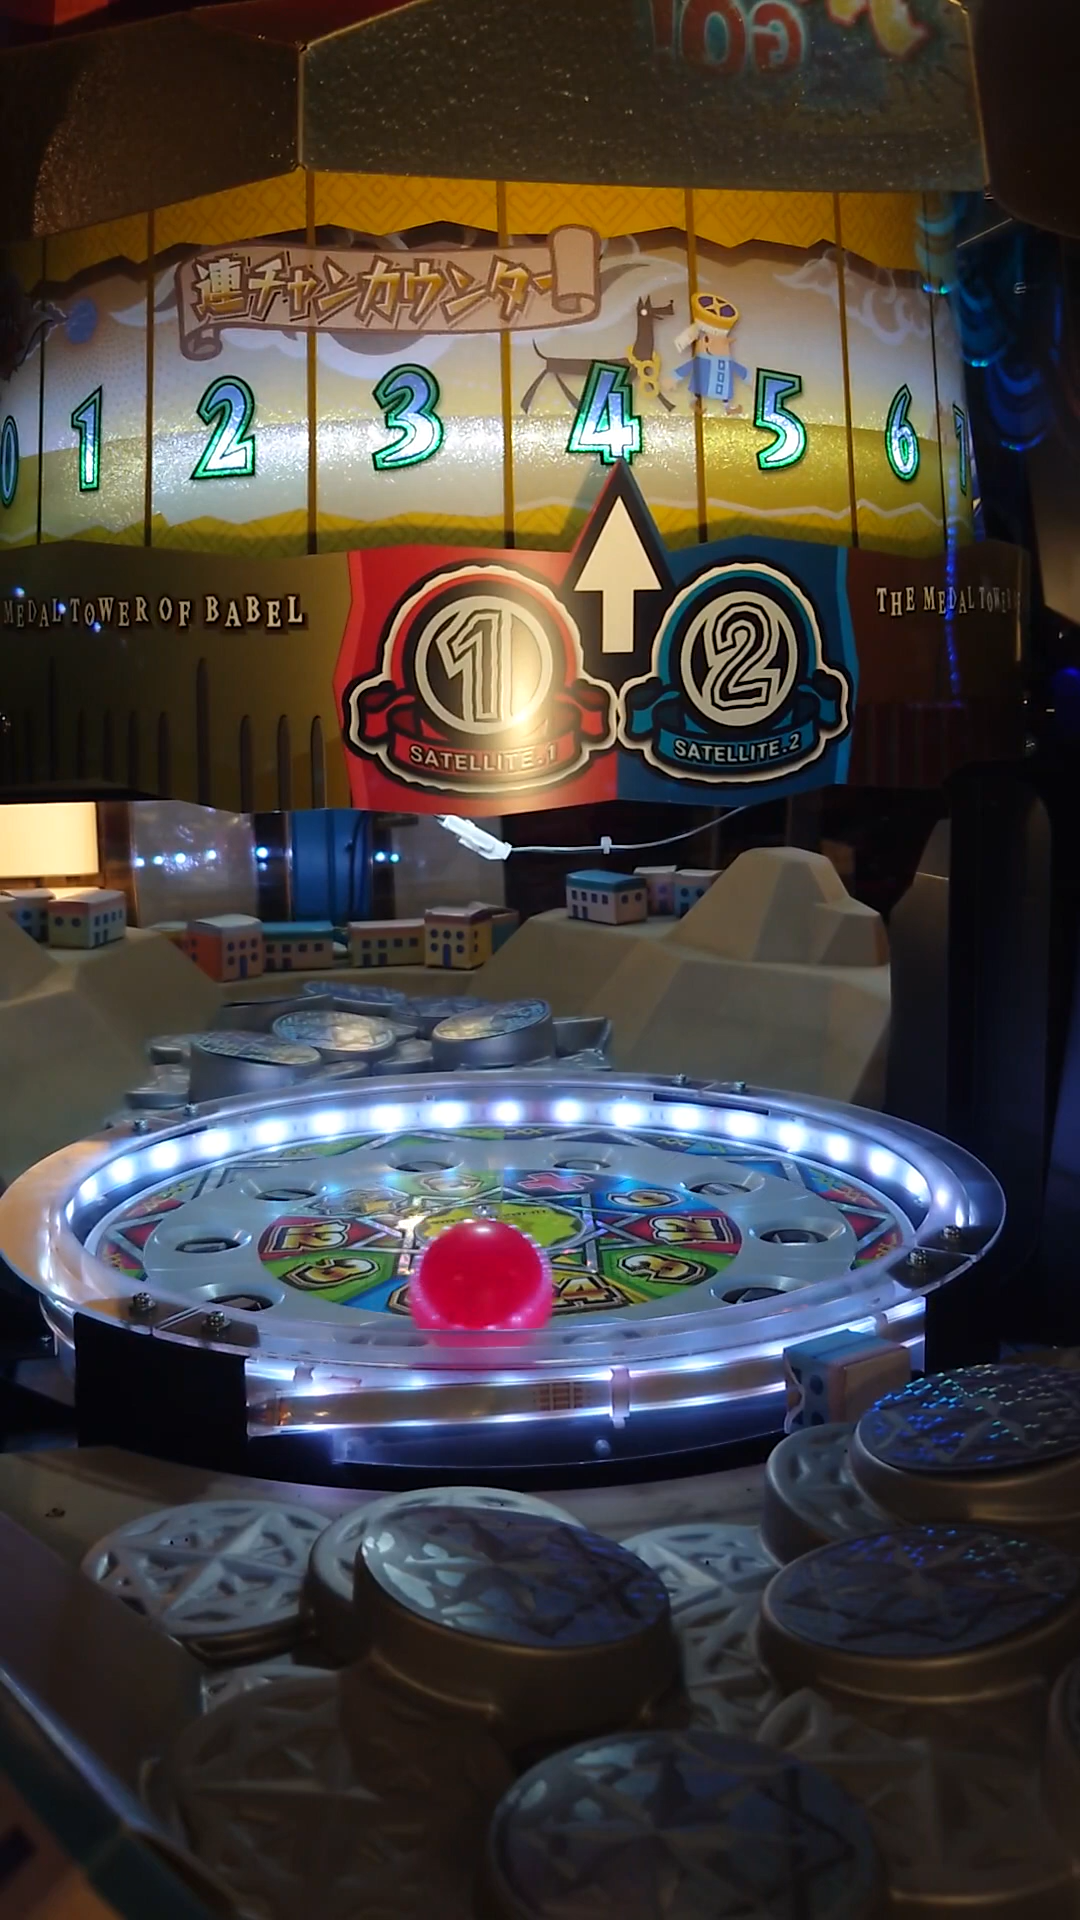 GO!
連チャンカウンター
0 1 2 3 4 5 6 7
MEDAL TOWER OF BABEL
THE MEDAL TOWER
1
SATELLITE.1
2
SATELLITE.2